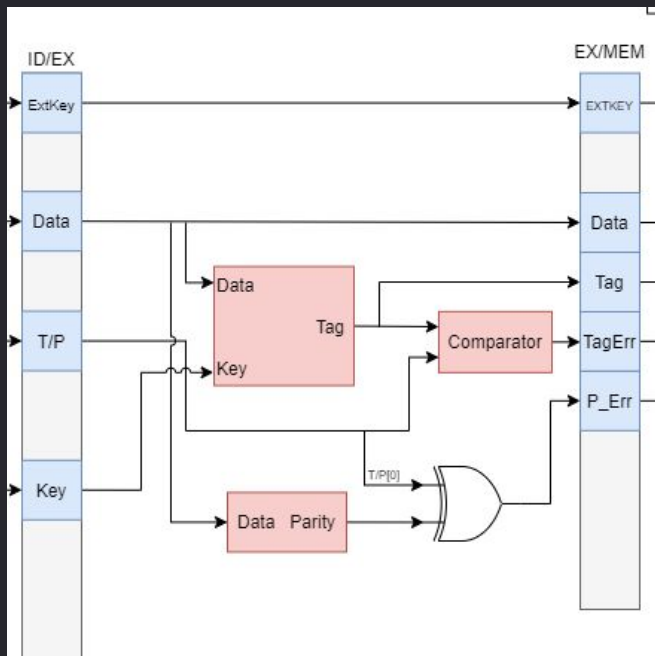 ID/EX
EX/MEM
ExtKey
EXTKEY
Data
Data
Data
Tag
Tag
T/P
Comparator
TagErr
Key
P_Err
T/P[0]
Key
Data Parity